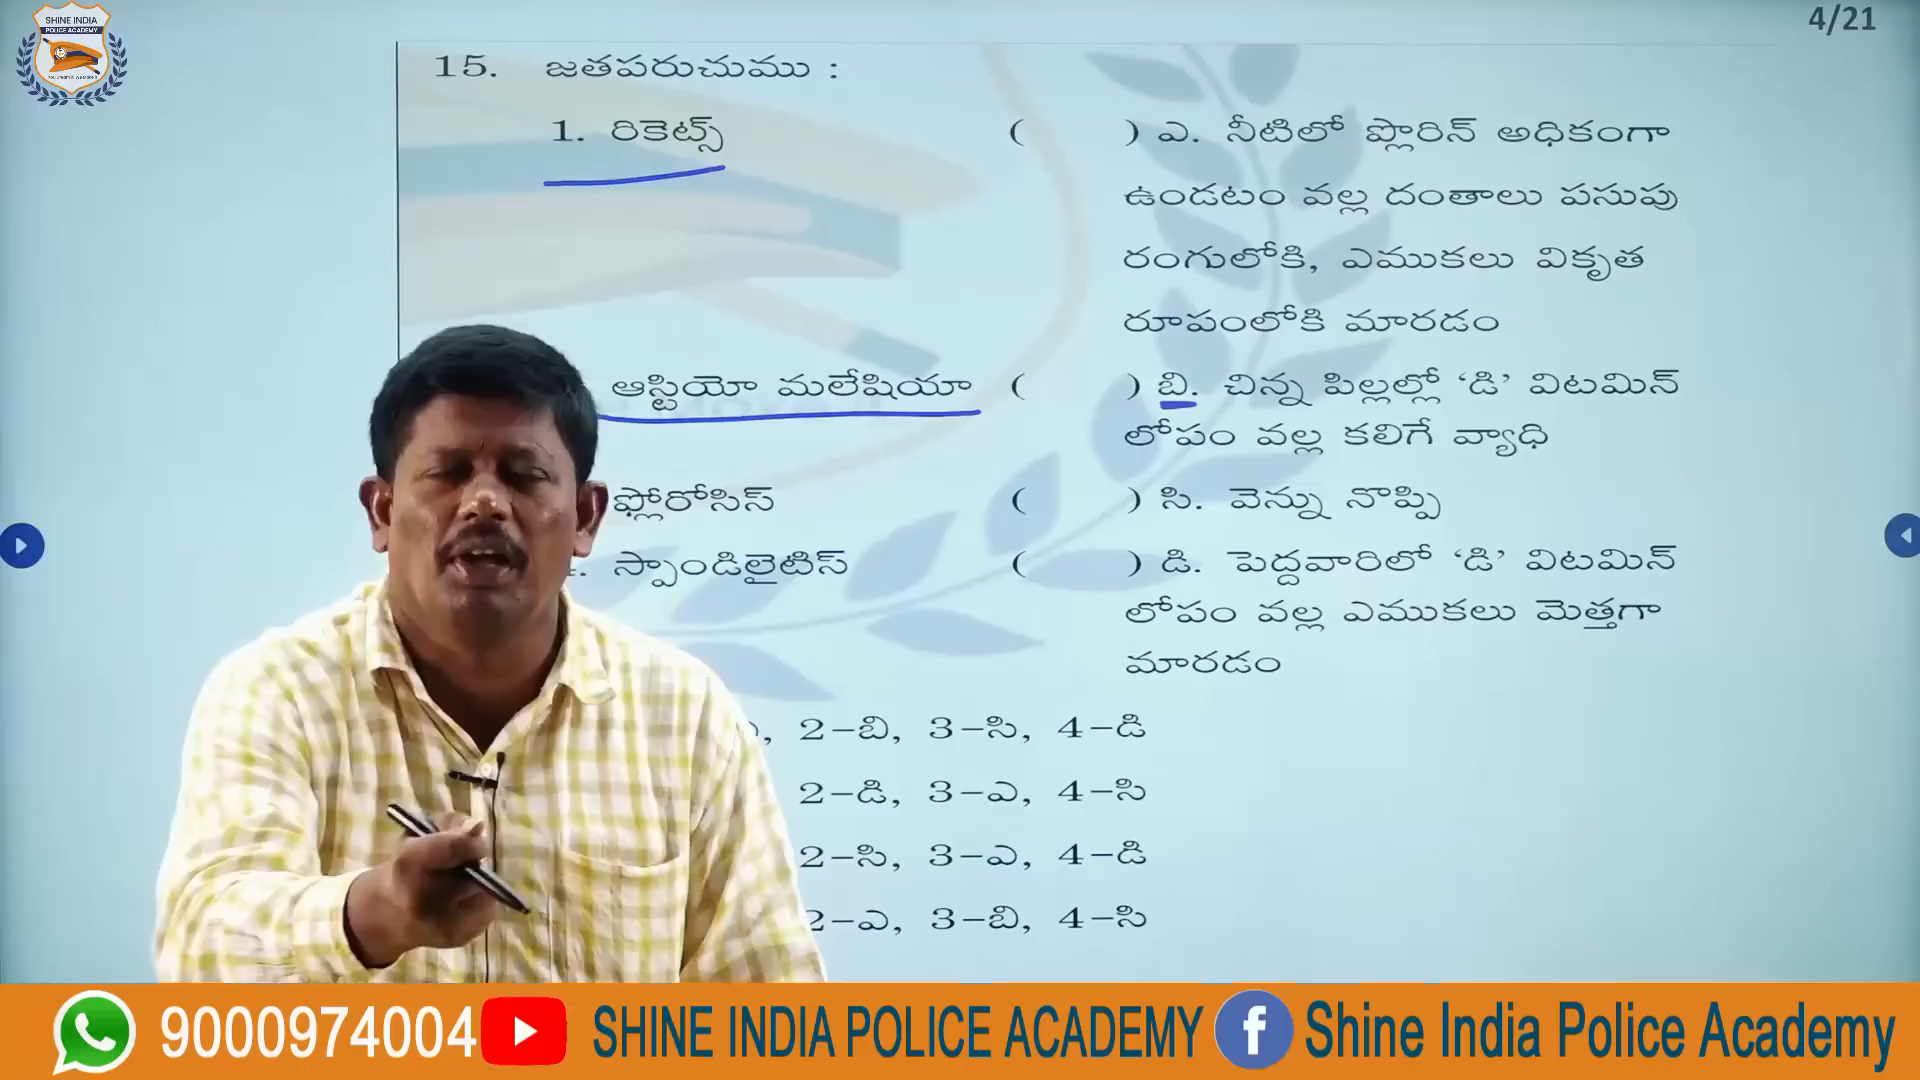 SHINE INDIA
POLICE ACADEMY
4/21
15. జతపరుచుము :
1. రికెట్స్ ( ) ఎ. నీటిలో ప్లొరిన్ అధికంగా
ఉండటం వల్ల దంతాలు పసుపు
రంగులోకి, ఎముకలు వికృత
రూపంలోకి మారడం
ఆస్టియో మలేషియా ( ) బి. చిన్న పిల్లల్లో ‘డి’ విటమిన్
లోపం వల్ల కలిగే వ్యాధి
ఫ్లోరోసిస్ ( ) సి. వెన్ను నొప్పి
స్పాండిలైటిస్ ( ) డి. పెద్దవారిలో ‘డి’ విటమిన్
లోపం వల్ల ఎముకలు మెత్తగా
మారడం
2-బి, 3-సి, 4-డి
2-డి, 3-ఎ, 4-సి
2-సి, 3-ఎ, 4-డి
2-ఎ, 3-బి, 4-సి
9000974004 SHINE INDIA POLICE ACADEMY f Shine India Police Academy